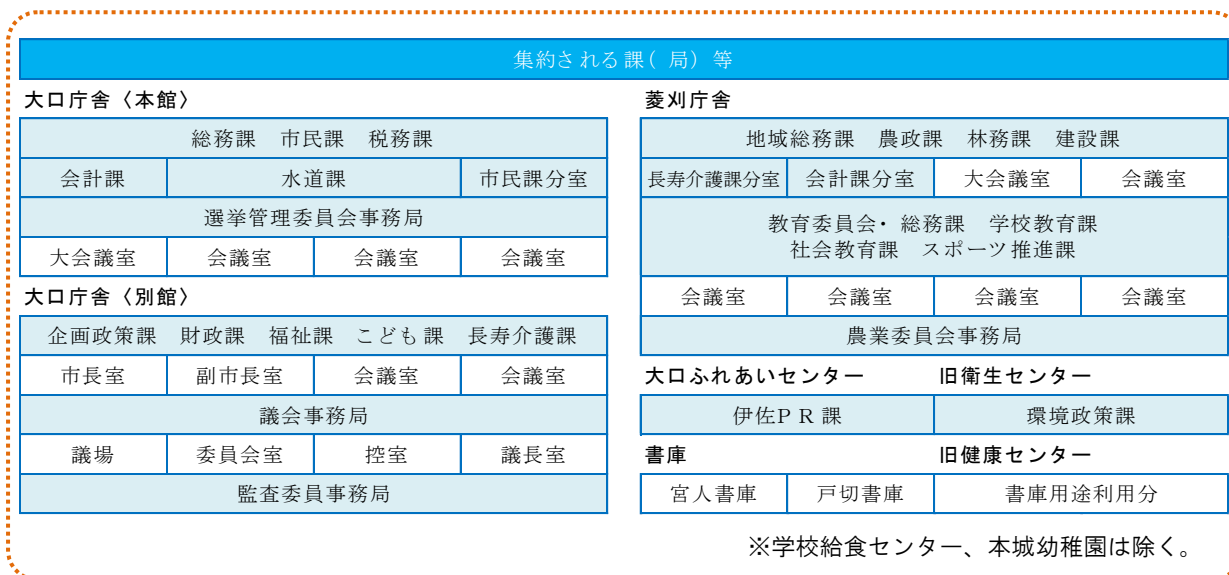 集約される課(局)等
大口庁舎〈本館〉
総務課 市民課 税務課
会計課 水道課 市民課分室
選挙管理委員会事務局
大会議室 会議室 会議室 会議室
大口庁舎〈別館〉
企画政策課 財政課 福祉課 こども課 長寿介護課
市長室 副市長室 会議室 会議室
議会事務局
議場 委員会室 控室 議長室
監査委員事務局
菱刈庁舎
地域総務課 農政課 林務課 建設課
長寿介護課分室 会計課分室 大会議室 会議室
教育委員会・総務課 学校教育課
社会教育課 スポーツ推進課
会議室 会議室 会議室 会議室
農業委員会事務局
大口ふれあいセンター 旧衛生センター
伊佐PR課 環境政策課
書庫 旧健康センター
宮人書庫 戸切書庫 書庫用途利用分
※学校給食センター、本城幼稚園は除く。